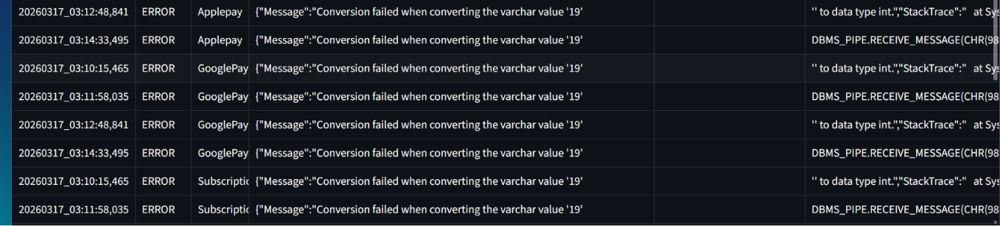 20260317_03:12:48,841 ERROR Applepay {"Message":"Conversion failed when converting the varchar value '19' '' to data type int.","StackTrace":" at Sys
20260317_03:14:33,495 ERROR Applepay {"Message":"Conversion failed when converting the varchar value '19' DBMS_PIPE.RECEIVE_MESSAGE(CHR(98
20260317_03:10:15,465 ERROR GooglePay {"Message":"Conversion failed when converting the varchar value '19' '' to data type int.","StackTrace":" at Sys
20260317_03:11:58,035 ERROR GooglePay {"Message":"Conversion failed when converting the varchar value '19' DBMS_PIPE.RECEIVE_MESSAGE(CHR(98
20260317_03:12:48,841 ERROR GooglePay {"Message":"Conversion failed when converting the varchar value '19' '' to data type int.","StackTrace":" at Sys
20260317_03:14:33,495 ERROR GooglePay {"Message":"Conversion failed when converting the varchar value '19' DBMS_PIPE.RECEIVE_MESSAGE(CHR(98
20260317_03:10:15,465 ERROR Subscriptic {"Message":"Conversion failed when converting the varchar value '19' '' to data type int.","StackTrace":" at Sys
20260317_03:11:58,035 ERROR Subscriptic {"Message":"Conversion failed when converting the varchar value '19' DBMS_PIPE.RECEIVE_MESSAGE(CHR(98